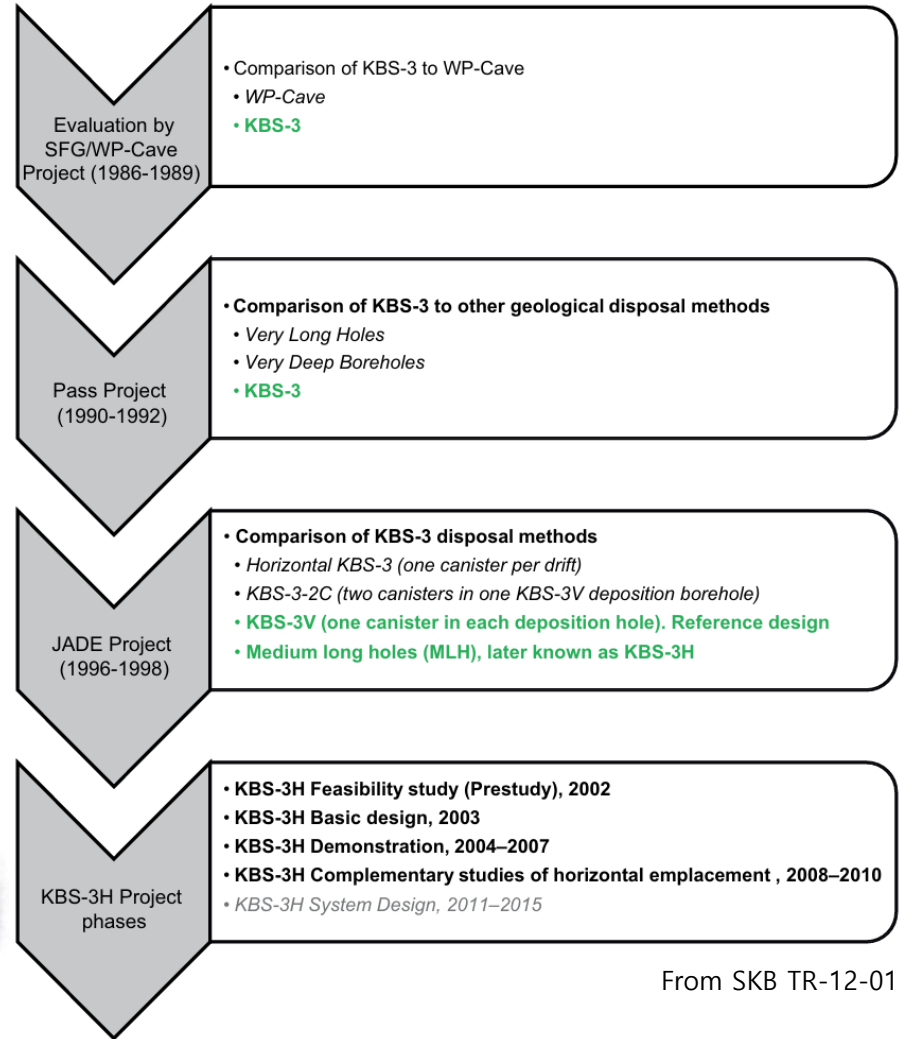 Evaluation by
SFG/WP-Cave
Project (1986-1989)
• Comparison of KBS-3 to WP-Cave
• WP-Cave
• KBS-3
Pass Project
(1990-1992)
• Comparison of KBS-3 to other geological disposal methods
• Very Long Holes
• Very Deep Boreholes
• KBS-3
JADE Project
(1996-1998)
• Comparison of KBS-3 disposal methods
• Horizontal KBS-3 (one canister per drift)
• KBS-3-2C (two canisters in one KBS-3V deposition borehole)
• KBS-3V (one canister in each deposition hole). Reference design
• Medium long holes (MLH), later known as KBS-3H
KBS-3H Project
phases
• KBS-3H Feasibility study (Prestudy), 2002
• KBS-3H Basic design, 2003
• KBS-3H Demonstration, 2004–2007
• KBS-3H Complementary studies of horizontal emplacement , 2008–2010
• KBS-3H System Design, 2011–2015
From SKB TR-12-01